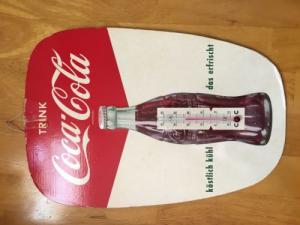 TRINK
Coca-Cola
köstlich kühl
das erfrischt
°C